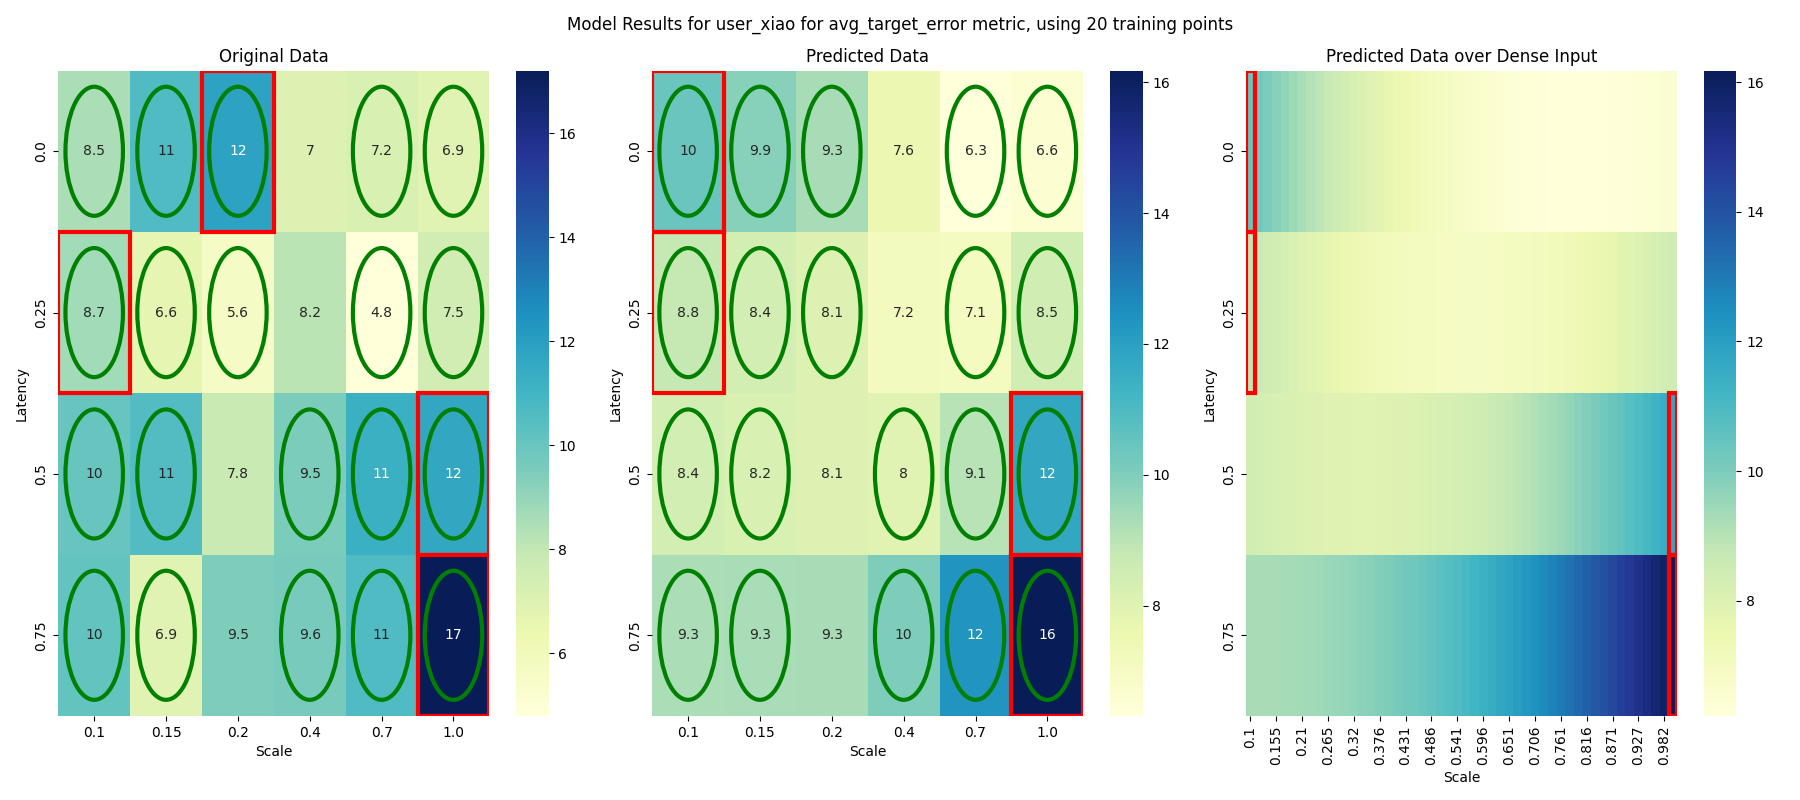 Model Results for user_xiao for avg_target_error metric, using 20 training points
Original Data
Latency
0.0 8.5 11 12 7 7.2 6.9
0.25 8.7 6.6 5.6 8.2 4.8 7.5
0.5 10 11 7.8 9.5 11 12
0.75 10 6.9 9.5 9.6 11 17
0.1 0.15 0.2 0.4 0.7 1.0
Scale
16
14
12
10
8
6
Predicted Data
Latency
0.0 10 9.9 9.3 7.6 6.3 6.6
0.25 8.8 8.4 8.1 7.2 7.1 8.5
0.5 8.4 8.2 8.1 8 9.1 12
0.75 9.3 9.3 9.3 10 12 16
0.1 0.15 0.2 0.4 0.7 1.0
Scale
16
14
12
10
8
Predicted Data over Dense Input
Latency
0.0
0.25
0.5
0.75
0.1 0.155 0.21 0.265 0.32 0.376 0.431 0.486 0.541 0.596 0.651 0.706 0.761 0.816 0.871 0.927 0.982
Scale
16
14
12
10
8